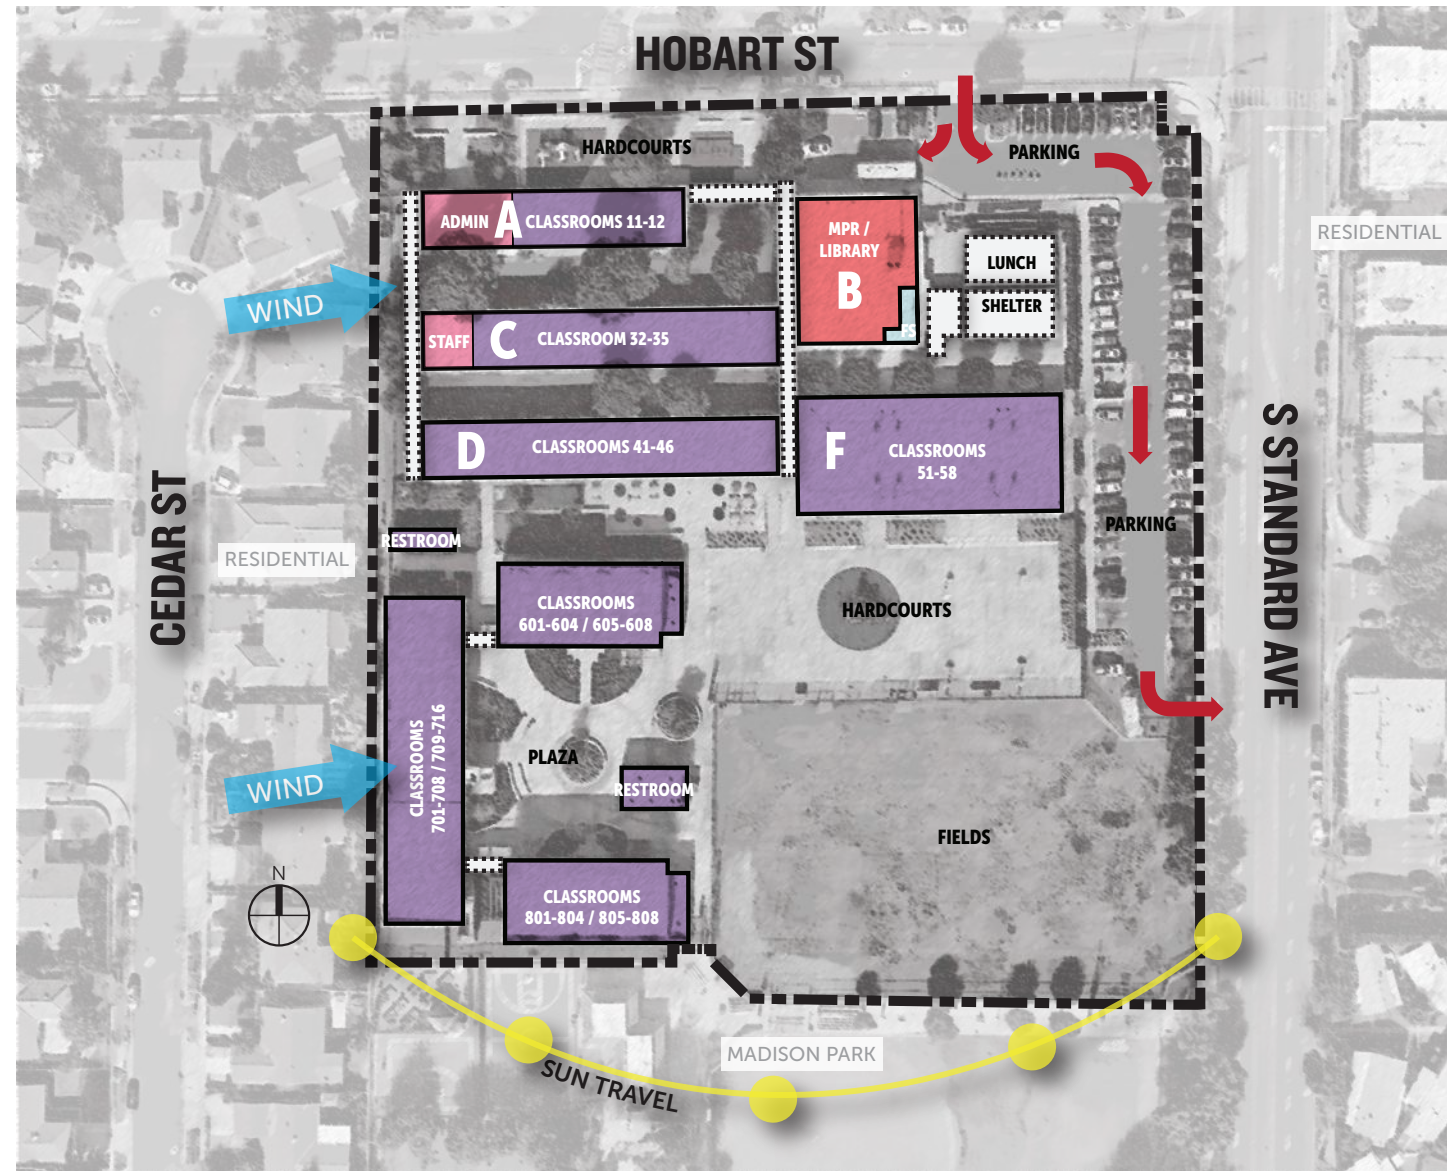 HOBART ST
HARDCOURTS
PARKING
ADMIN
A
CLASSROOMS 11-12
MPR /
LIBRARY
B
FS
LUNCH
SHELTER
RESIDENTIAL
WIND
STAFF
C
CLASSROOM 32-35
D
CLASSROOMS 41-46
F
CLASSROOMS
51-58
S STANDARD AVE
CEDAR ST
PARKING
RESTROOM
RESIDENTIAL
CLASSROOMS
601-604 / 605-608
HARDCOURTS
CLASSROOMS
701-708 / 709-716
PLAZA
WIND
RESTROOM
FIELDS
N
CLASSROOMS
801-804 / 805-808
MADISON PARK
SUN TRAVEL